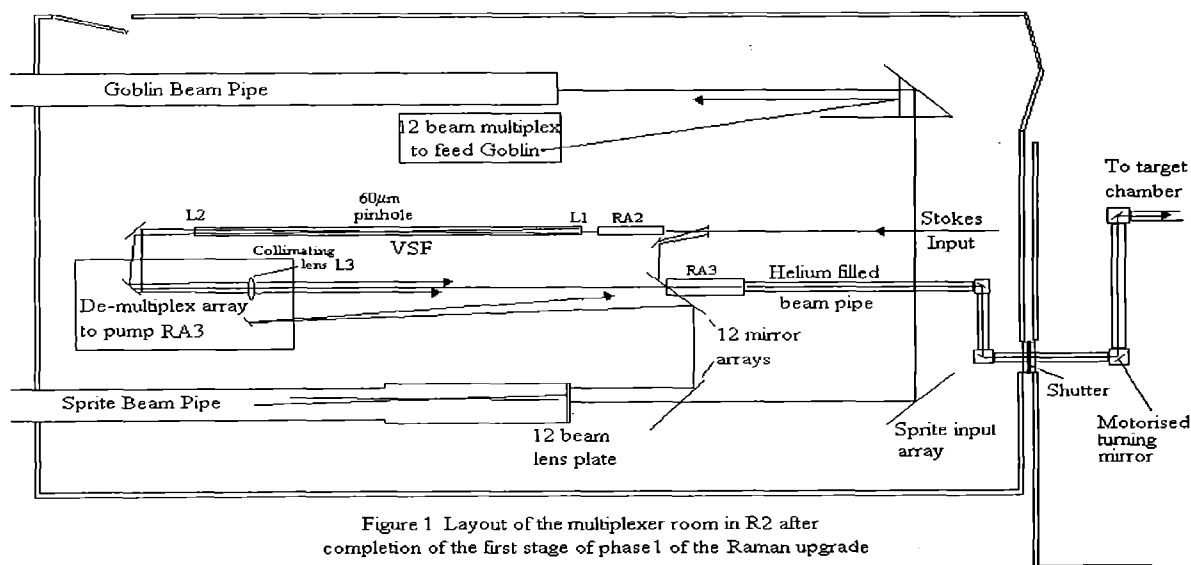 Goblin Beam Pipe
12 beam multiplex
to feed Goblin
To target
chamber
60µm
pinhole
L2
L1
RA2
Stokes
Input
VSF
Collimating
lens L3
De-multiplex array
to pump RA3
RA3
Helium filled
beam pipe
12 mirror
arrays
Sprite Beam Pipe
12 beam
lens plate
Sprite input
array
Shutter
Motorised
turning
mirror
Figure 1 Layout of the multiplexer room in R2 after
completion of the first stage of phase1 of the Raman upgrade